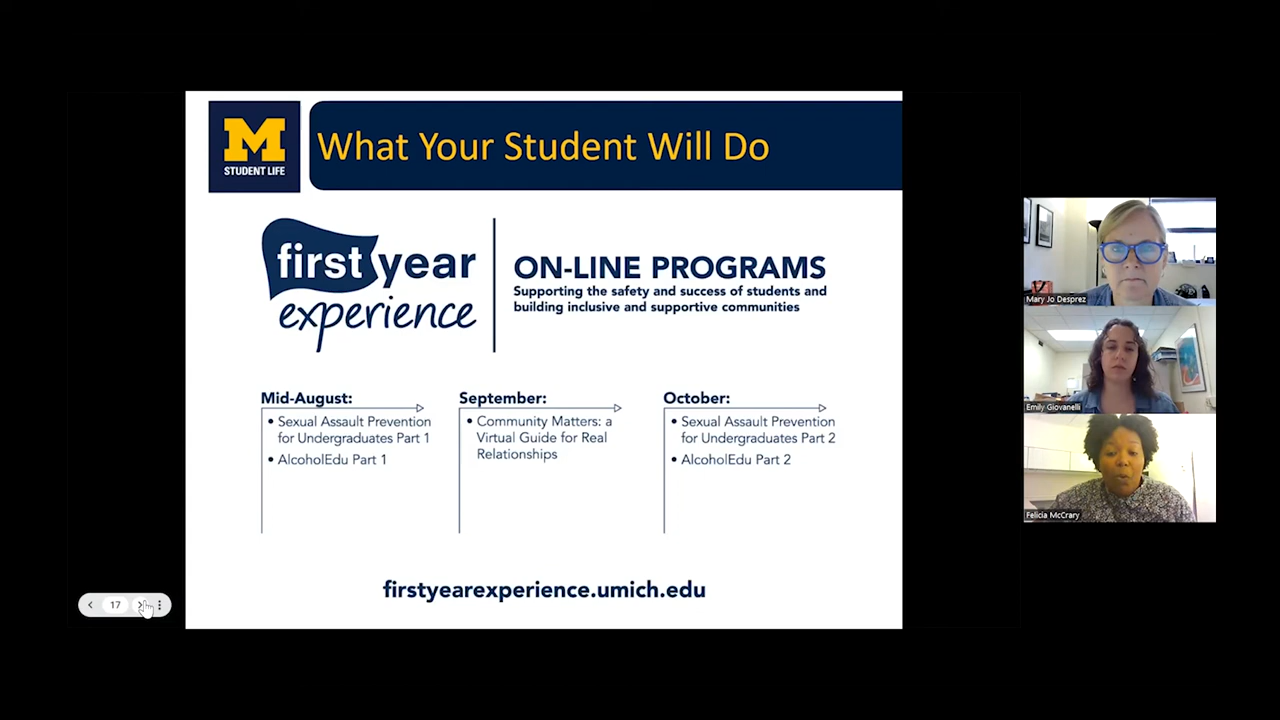 M
STUDENT LIFE
What Your Student Will Do
first year
experience
ON-LINE PROGRAMS
Supporting the safety and success of students and
building inclusive and supportive communities
Mid-August:
• Sexual Assault Prevention
for Undergraduates Part 1
• AlcoholEdu Part 1
September:
• Community Matters: a
Virtual Guide for Real
Relationships
October:
• Sexual Assault Prevention
for Undergraduates Part 2
• AlcoholEdu Part 2
firstyearexperience.umich.edu
17
Mary Jo Desprez
Emily Giovanelli
Felicia McCrary